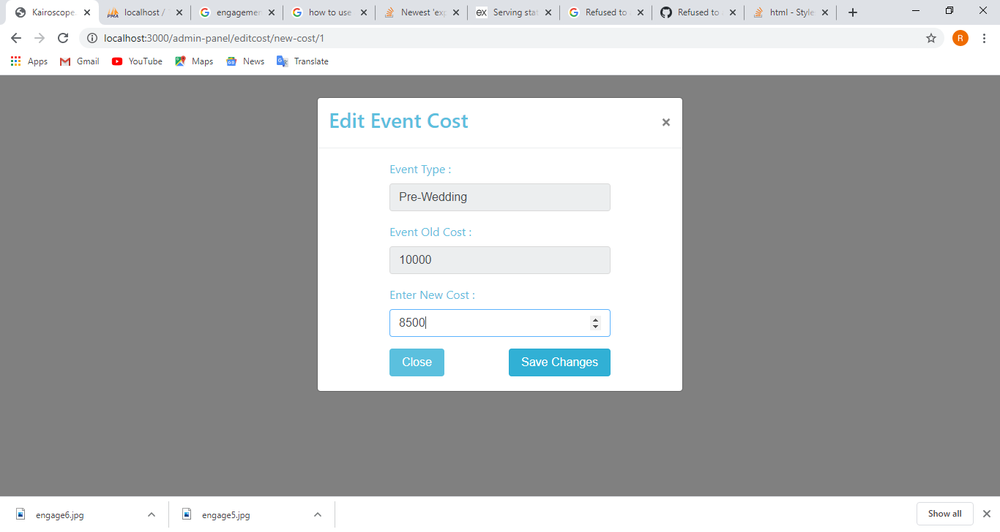 Kairoscope
localhost /
engagemen
how to use
Newest 'exp
ex Serving stat
Refused to a
Refused to a
html - Style
localhost:3000/admin-panel/editcost/new-cost/1
R
Apps
Gmail
YouTube
Maps
News
Translate
Edit Event Cost
×
Event Type :
Pre-Wedding
Event Old Cost :
10000
Enter New Cost :
8500
Close
Save Changes
engage6.jpg
engage5.jpg
Show all